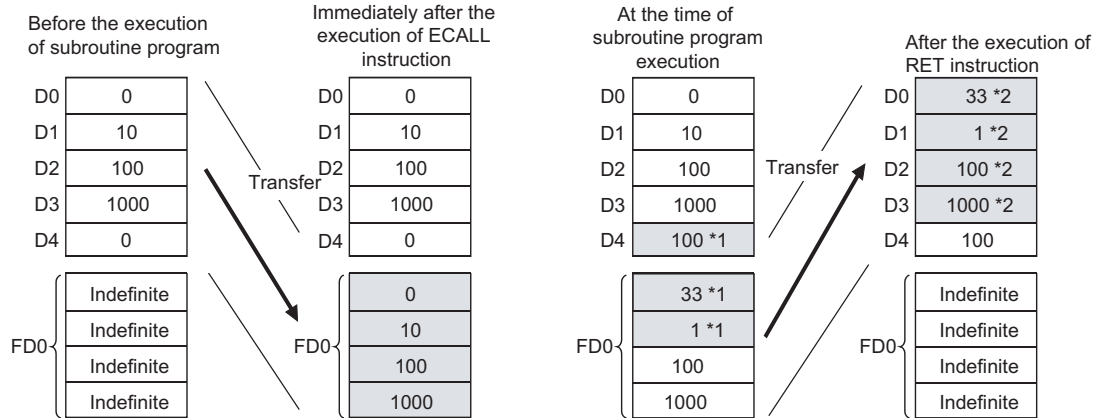 Before the execution
of subroutine program
D0 0
D1 10
D2 100
D3 1000
D4 0
FD0
Indefinite
Indefinite
Indefinite
Indefinite
Transfer
Immediately after the
execution of ECALL
instruction
D0 0
D1 10
D2 100
D3 1000
D4 0
FD0
0
10
100
1000
At the time of
subroutine program
execution
D0 0
D1 10
D2 100
D3 1000
D4 100 *1
FD0
33 *1
1 *1
100
1000
Transfer
After the execution of
RET instruction
D0 33 *2
D1 1 *2
D2 100 *2
D3 1000 *2
D4 100
FD0
Indefinite
Indefinite
Indefinite
Indefinite